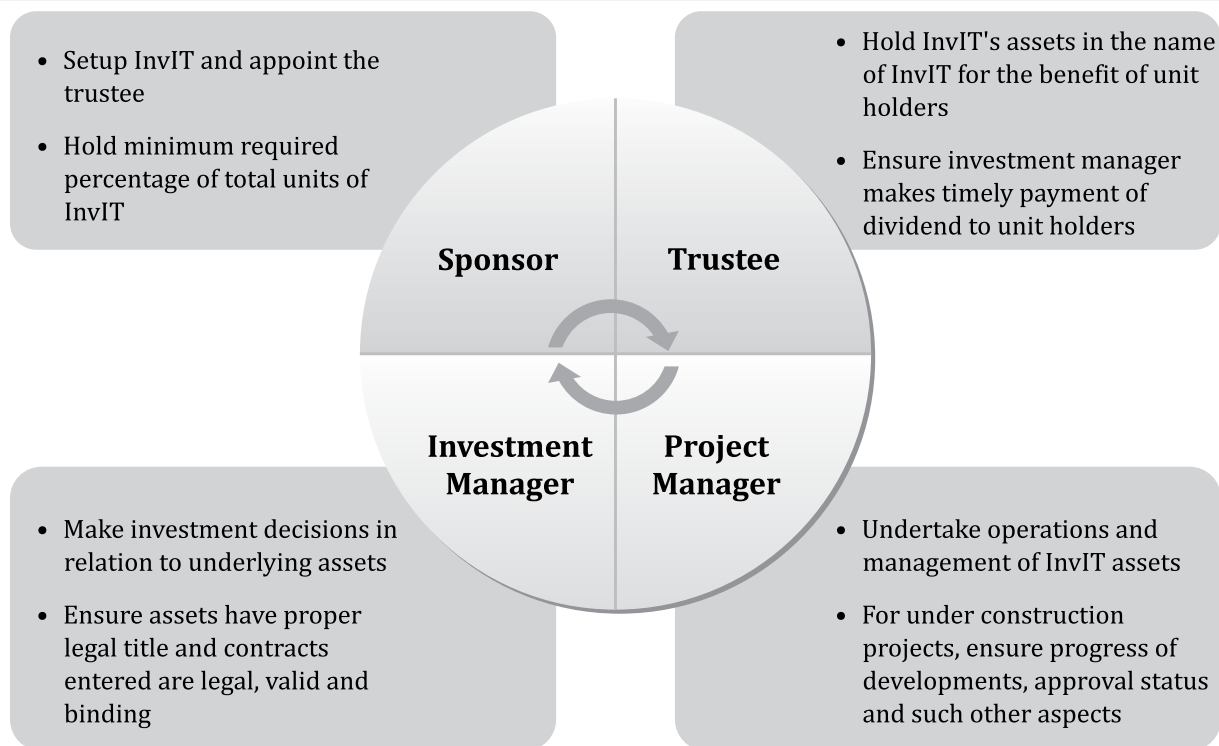 • Setup InvIT and appoint the
trustee
• Hold minimum required
percentage of total units of
InvIT
• Hold InvIT's assets in the name
of InvIT for the benefit of unit
holders
• Ensure investment manager
makes timely payment of
dividend to unit holders
Sponsor
Trustee
Investment
Manager
Project
Manager
• Make investment decisions in
relation to underlying assets
• Ensure assets have proper
legal title and contracts
entered are legal, valid and
binding
• Undertake operations and
management of InvIT assets
• For under construction
projects, ensure progress of
developments, approval status
and such other aspects